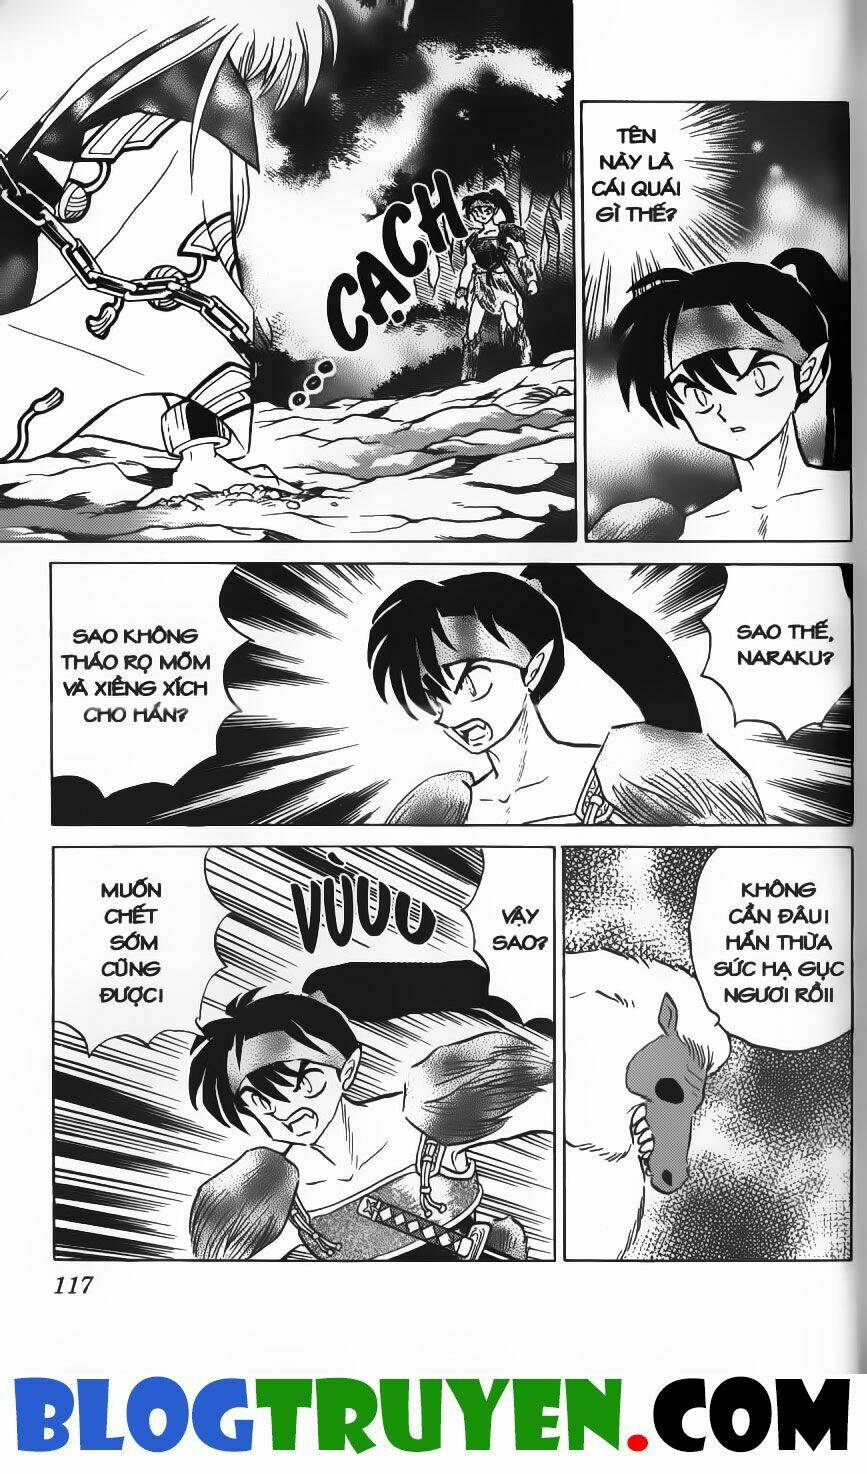 CẠCH
TÊN
NÀY LÀ
CÁI QUÁI
GÌ THẾ?
SAO THẾ,
NARAKU?
SAO KHÔNG
THÁO RỌ MÕM
VÀ XIỀNG XÍCH
CHO HẮN?
KHÔNG
CẦN ĐÂU!
HẮN THỪA
SỨC HẠ GỤC
NGƯƠI RỒI!
VẬY
SAO?
VÙUU
MUỐN
CHẾT
SỚM
CŨNG
ĐƯỢC!
117
BLOGTRUYEN.COM